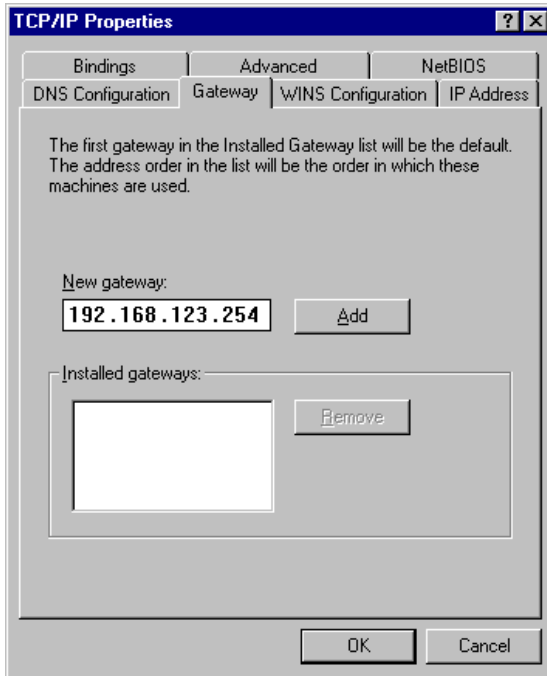 TCP/IP Properties
Bindings Advanced NetBIOS
DNS Configuration Gateway WINS Configuration IP Address
The first gateway in the Installed Gateway list will be the default.
The address order in the list will be the order in which these
machines are used.
New gateway:
192.168.123.254 Add
Installed gateways:
Remove
OK Cancel